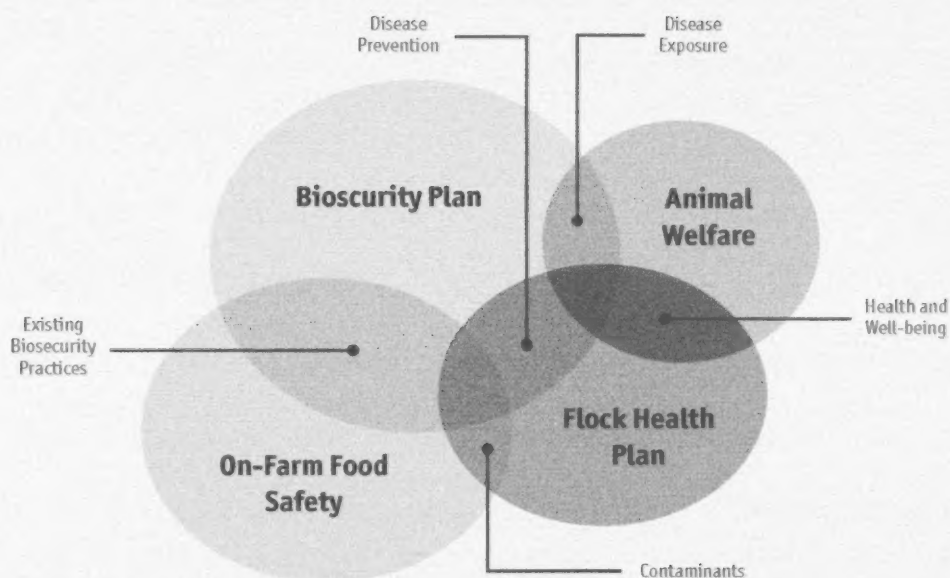 Disease
Prevention
Disease
Exposure
Bioscurity Plan
Animal
Welfare
Existing
Biosecurity
Practices
Health and
Well-being
On-Farm Food
Safety
Flock Health
Plan
Contaminants